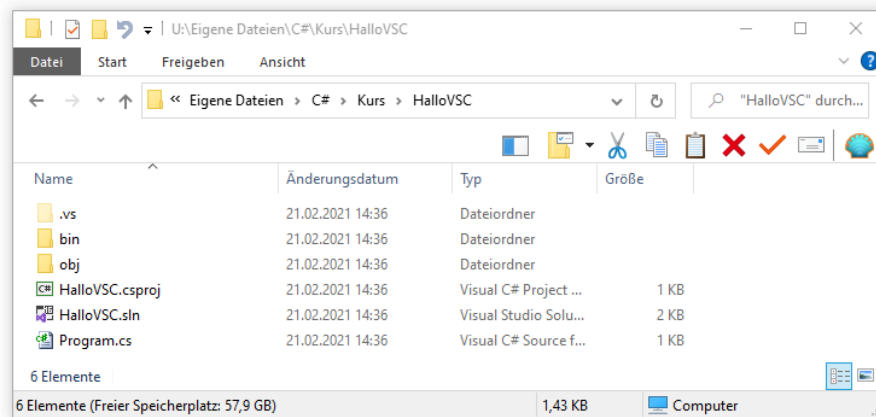 U:\Eigene Dateien\C#\Kurs\HalloVSC
Datei Start Freigeben Ansicht
« Eigene Dateien > C# > Kurs > HalloVSC "HalloVSC" durch...
Name Änderungsdatum Typ Größe
.vs 21.02.2021 14:36 Dateiordner
bin 21.02.2021 14:36 Dateiordner
obj 21.02.2021 14:36 Dateiordner
C# HalloVSC.csproj 21.02.2021 14:36 Visual C# Project ... 1 KB
HalloVSC.sln 21.02.2021 14:36 Visual Studio Solu... 2 KB
Program.cs 21.02.2021 14:36 Visual C# Source f... 1 KB
6 Elemente
6 Elemente (Freier Speicherplatz: 57,9 GB) 1,43 KB Computer